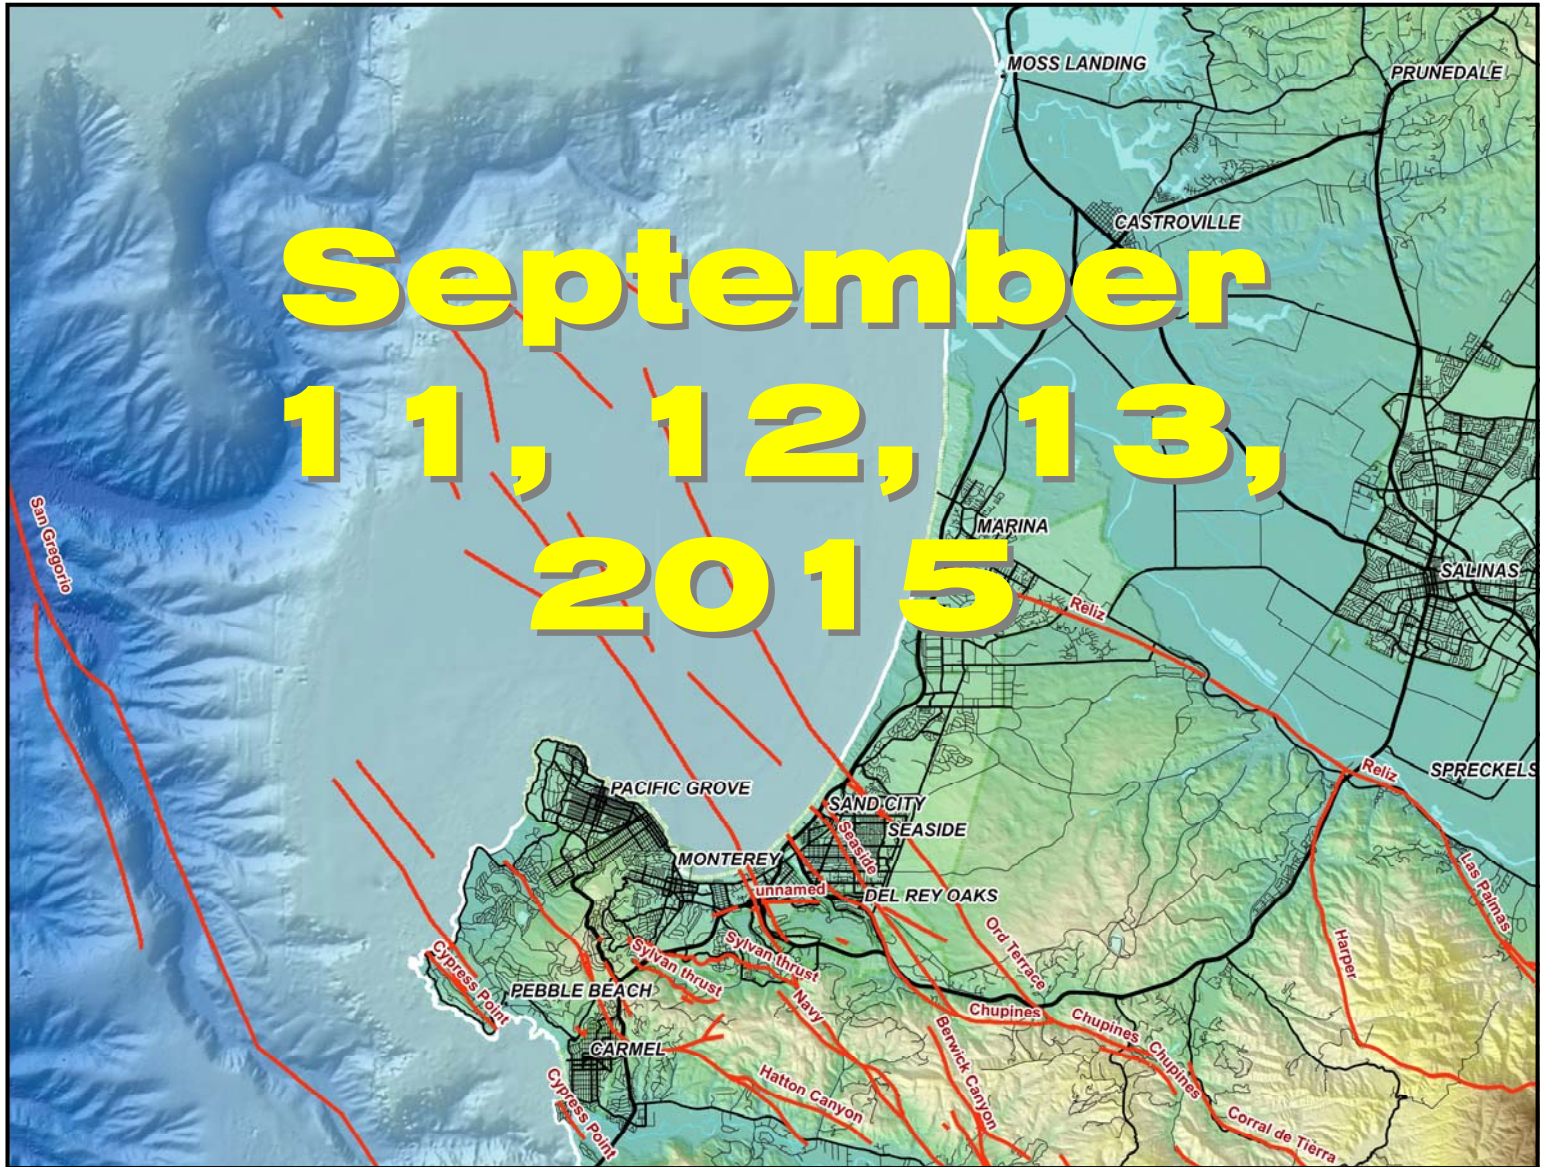 MOSS LANDING
PRUNEDALE
CASTROVILLE
September
11, 12, 13,
2015
San Gregorio
MARINA
SALINAS
Reliz
Reliz
SPRECKELS
PACIFIC GROVE
SAND CITY
SEASIDE
Seaside
MONTEREY
unnamed
DEL REY OAKS
Las Palmas
Harper
Ord Terrace
Cypress Point
Sylvan thrust
Sylvan thrust
PEBBLE BEACH
Navy
Chupines
Chupines
Chupines
Berwick Canyon
CARMEL
Hatton Canyon
Cypress Point
Corral de Tierra